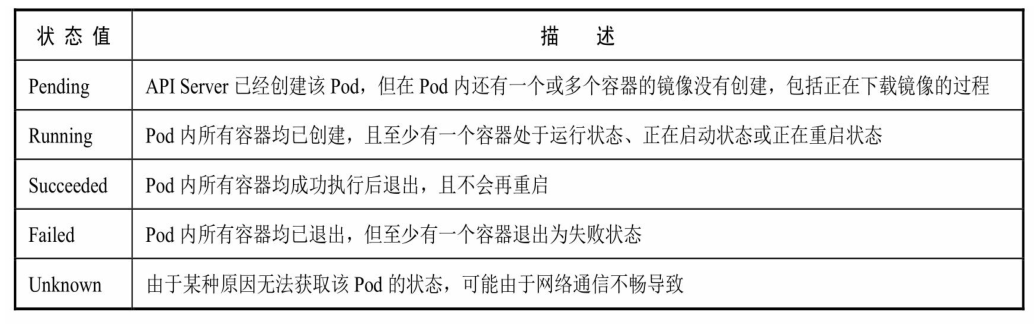 状态值 描述
Pending API Server 已经创建该 Pod，但在 Pod 内还有一个或多个容器的镜像没有创建，包括正在下载镜像的过程
Running Pod 内所有容器均已创建，且至少有一个容器处于运行状态、正在启动状态或正在重启状态
Succeeded Pod 内所有容器均成功执行后退出，且不会再重启
Failed Pod 内所有容器均已退出，但至少有一个容器退出为失败状态
Unknown 由于某种原因无法获取该 Pod 的状态，可能由于网络通信不畅导致